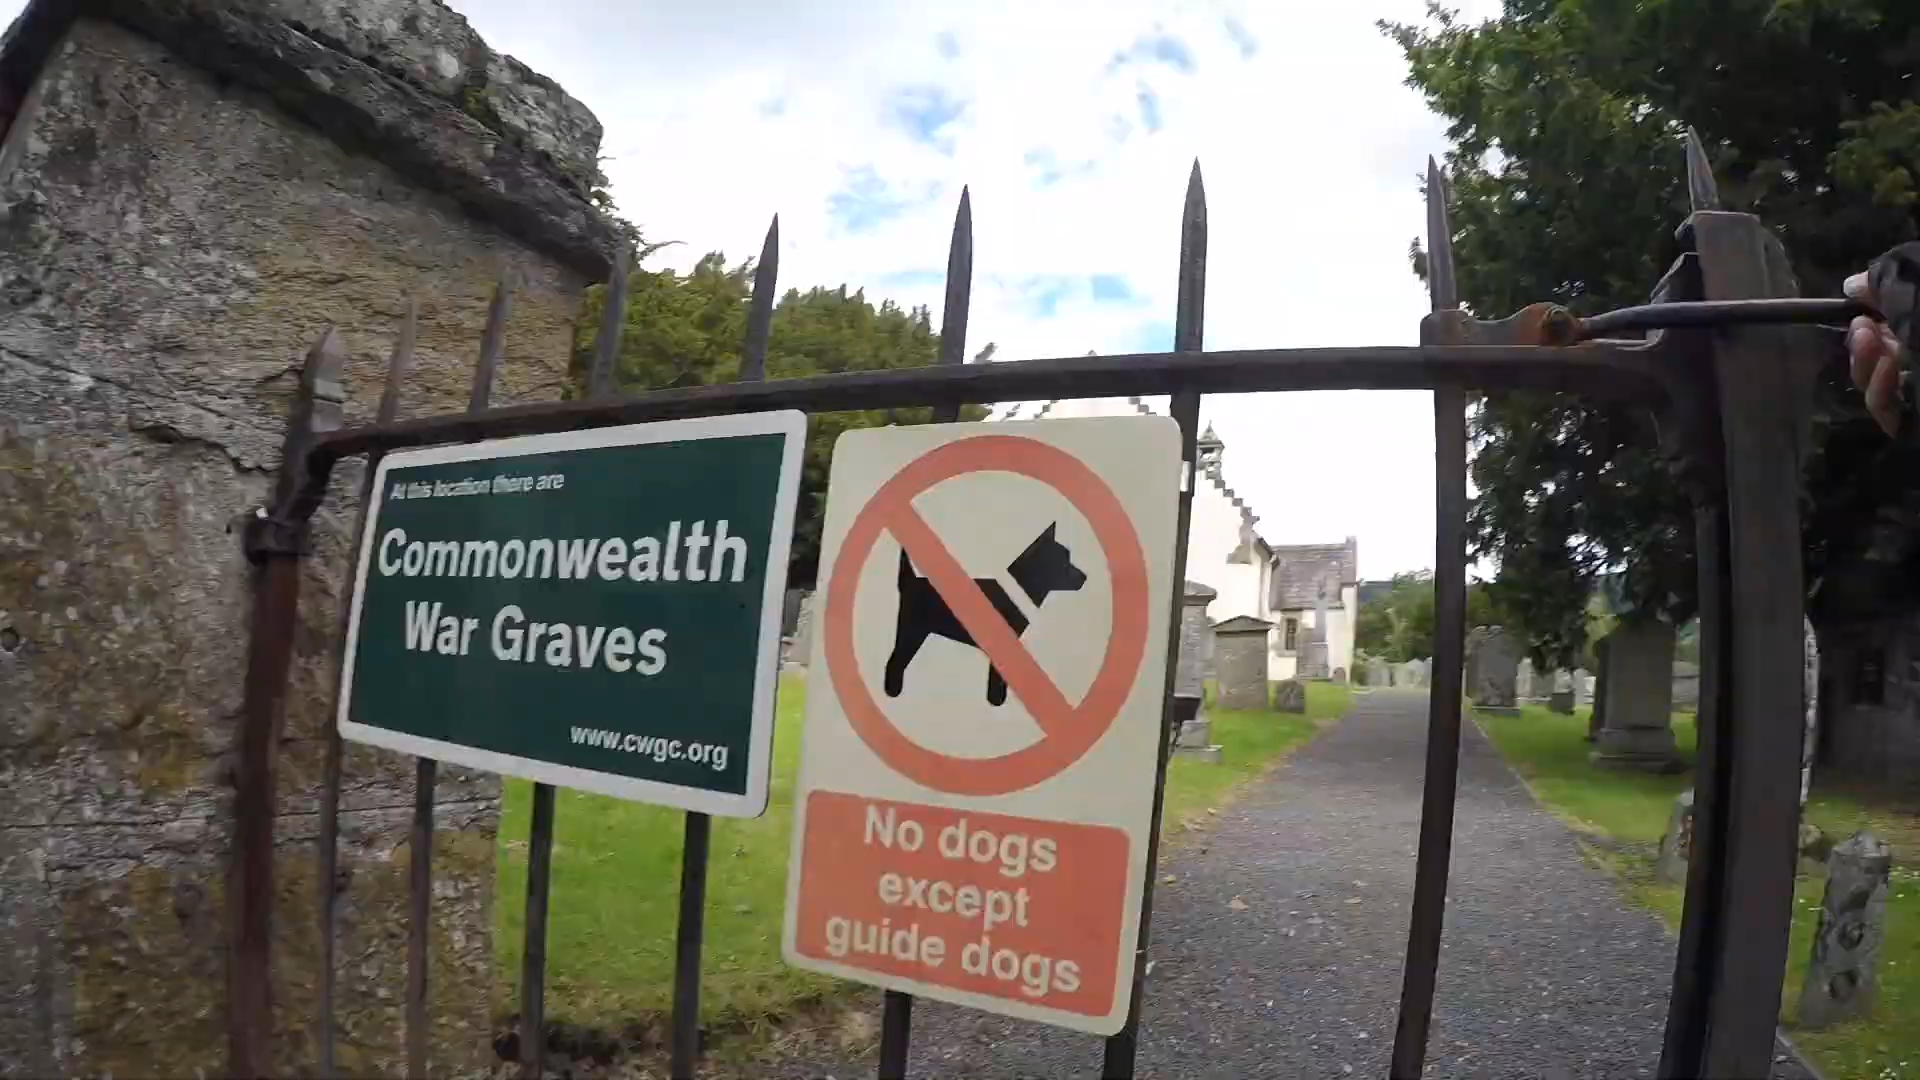 At this location there are
Commonwealth
War Graves
www.cwgc.org
No dogs
except
guide dogs